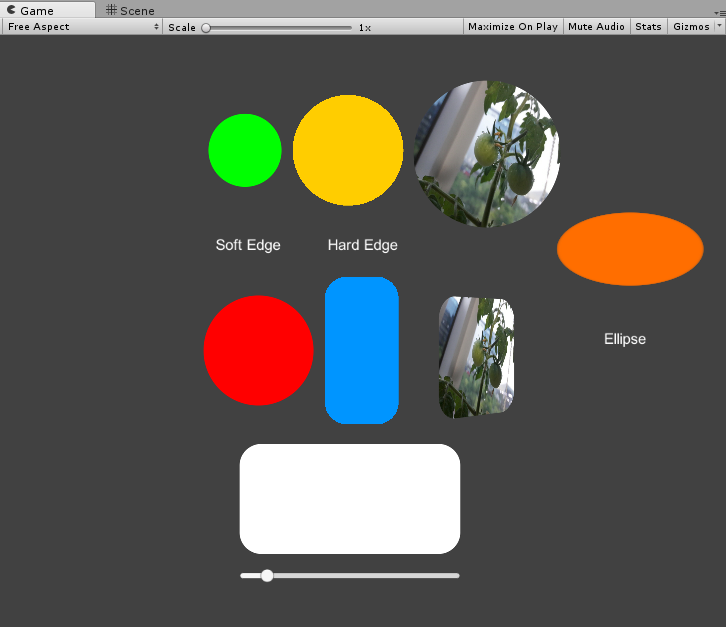 Game
Scene
Free Aspect
Scale
1x
Maximize On Play
Mute Audio
Stats
Gizmos
Soft Edge
Hard Edge
Ellipse